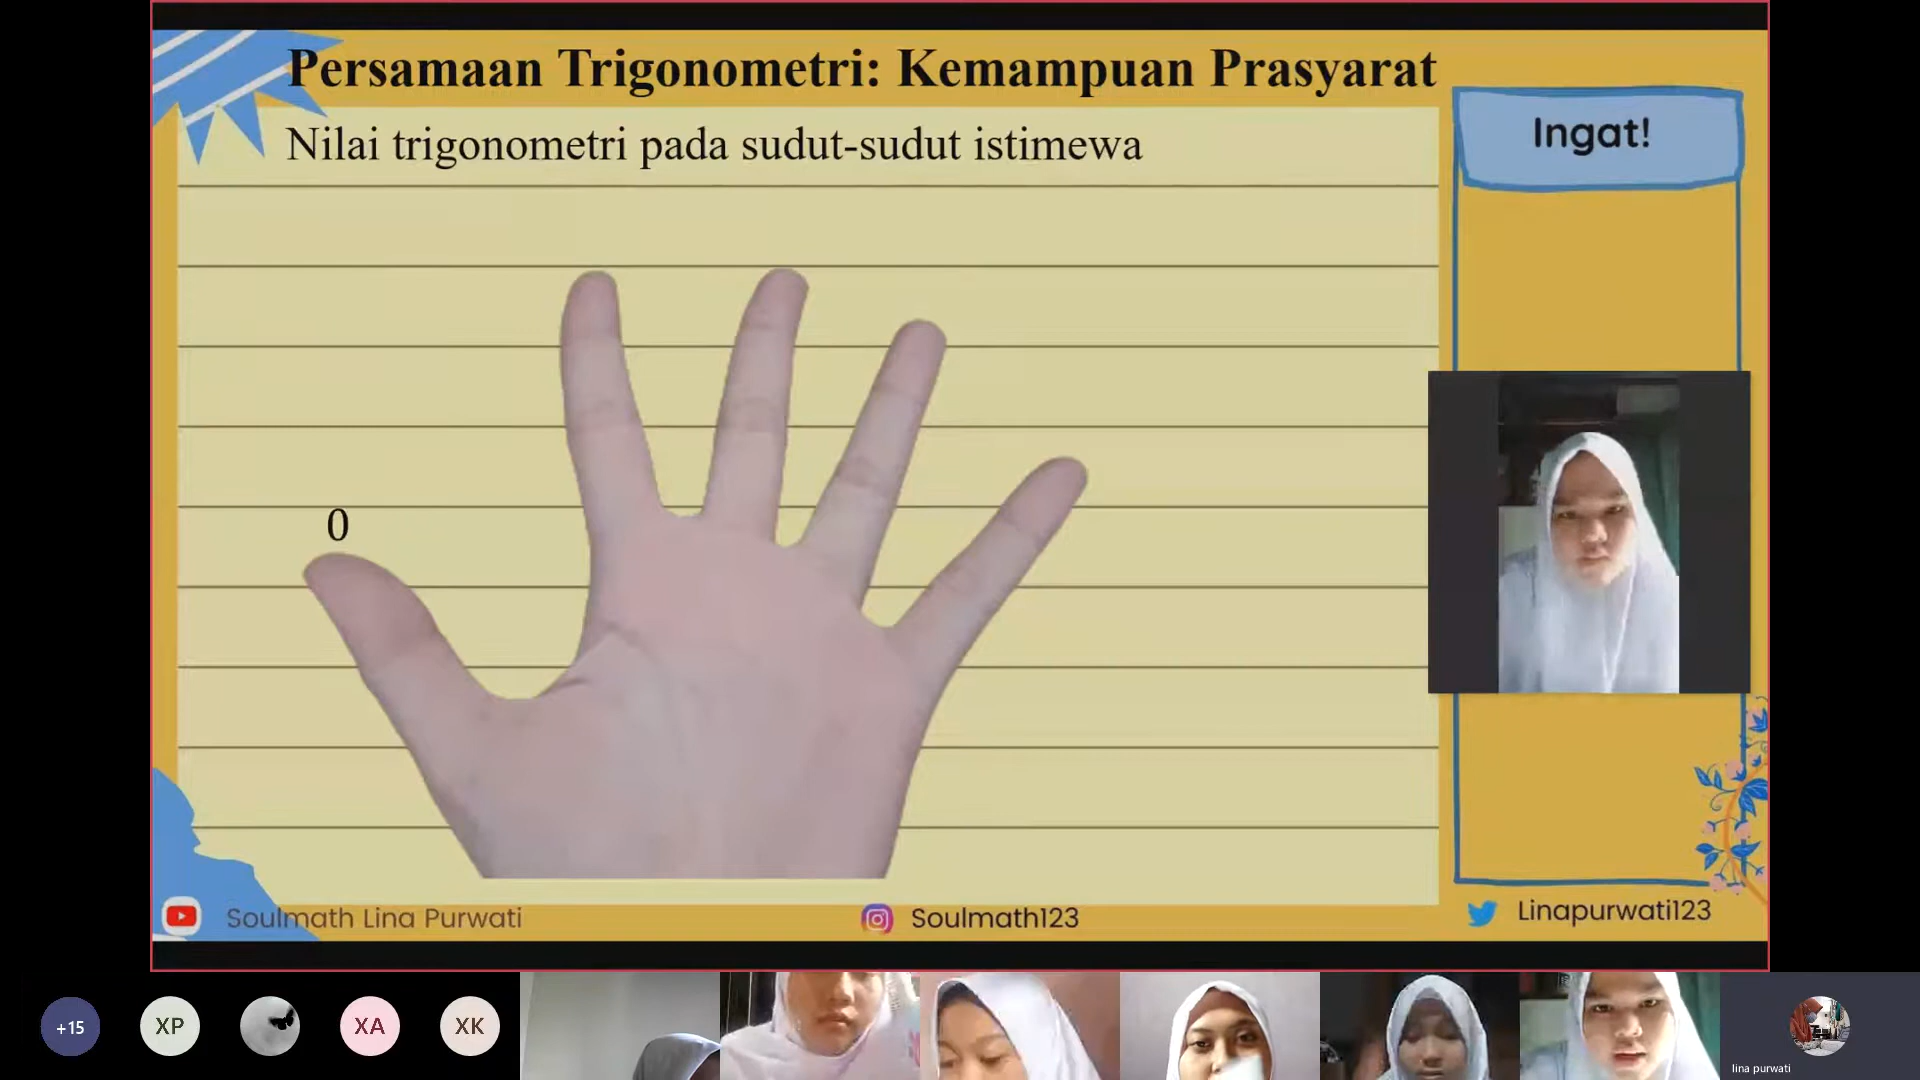 Persamaan Trigonometri: Kemampuan Prasyarat
Ingat!
Nilai trigonometri pada sudut-sudut istimewa
0
Soulmath Lina Purwati
Soulmath123
Linapurwati123
+15
XP
XA
XK
lina purwati